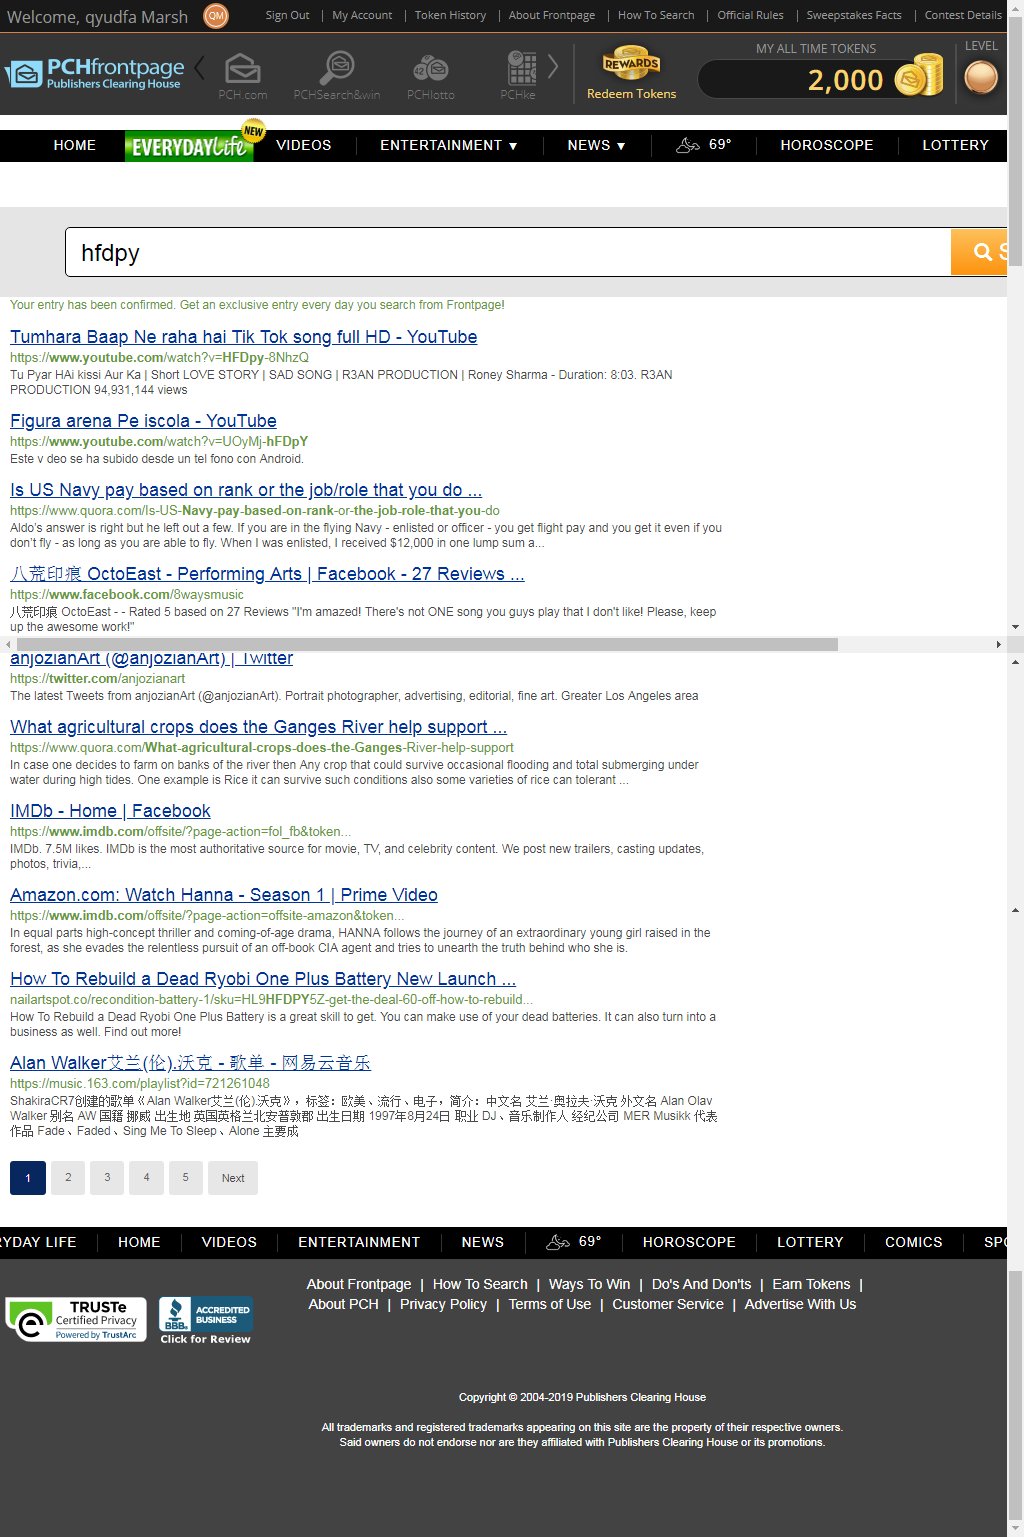 Welcome, qyudfa Marsh QM Sign Out | My Account | Token History | About Frontpage | How To Search | Official Rules | Sweepstakes Facts | Contest Details
PCHfrontpage
Publishers Clearing House
PCH.com PCHSearch&win PCHlotto PCHke
REWARDS
Redeem Tokens
MY ALL TIME TOKENS
2,000
LEVEL
HOME EVERYDAY Life NEW VIDEOS ENTERTAINMENT ▼ NEWS ▼ 69° HOROSCOPE LOTTERY
hfdpy
Your entry has been confirmed. Get an exclusive entry every day you search from Frontpage!
Tumhara Baap Ne raha hai Tik Tok song full HD - YouTube
https://www.youtube.com/watch?v=HFDpy-8NhzQ
Tu Pyar HAi kissi Aur Ka | Short LOVE STORY | SAD SONG | R3AN PRODUCTION | Roney Sharma - Duration: 8:03. R3AN
PRODUCTION 94,931,144 views
Figura arena Pe iscola - YouTube
https://www.youtube.com/watch?v=UOyMj-hFDpY
Este v deo se ha subido desde un tel fono con Android.
Is US Navy pay based on rank or the job/role that you do ...
https://www.quora.com/Is-US-Navy-pay-based-on-rank-or-the-job-role-that-you-do
Aldo's answer is right but he left out a few. If you are in the flying Navy - enlisted or officer - you get flight pay and you get it even if you
don't fly - as long as you are able to fly. When I was enlisted, I received $12,000 in one lump sum a...
八荒印痕 OctoEast - Performing Arts | Facebook - 27 Reviews ...
https://www.facebook.com/8waysmusic
八荒印痕 OctoEast - - Rated 5 based on 27 Reviews "I'm amazed! There's not ONE song you guys play that I don't like! Please, keep
up the awesome work!"
anjozianArt (@anjozianArt) | Twitter
https://twitter.com/anjozianart
The latest Tweets from anjozianArt (@anjozianArt). Portrait photographer, advertising, editorial, fine art. Greater Los Angeles area
What agricultural crops does the Ganges River help support ...
https://www.quora.com/What-agricultural-crops-does-the-Ganges-River-help-support
In case one decides to farm on banks of the river then Any crop that could survive occasional flooding and total submerging under
water during high tides. One example is Rice it can survive such conditions also some varieties of rice can tolerant ...
IMDb - Home | Facebook
https://www.imdb.com/offsite/?page-action=fol_fb&token...
IMDb. 7.5M likes. IMDb is the most authoritative source for movie, TV, and celebrity content. We post new trailers, casting updates,
photos, trivia,...
Amazon.com: Watch Hanna - Season 1 | Prime Video
https://www.imdb.com/offsite/?page-action=offsite-amazon&token...
In equal parts high-concept thriller and coming-of-age drama, HANNA follows the journey of an extraordinary young girl raised in the
forest, as she evades the relentless pursuit of an off-book CIA agent and tries to unearth the truth behind who she is.
How To Rebuild a Dead Ryobi One Plus Battery New Launch ...
nailartspot.co/recondition-battery-1/sku=HL9HFDPY5Z-get-the-deal-60-off-how-to-rebuild...
How To Rebuild a Dead Ryobi One Plus Battery is a great skill to get. You can make use of your dead batteries. It can also turn into a
business as well. Find out more!
Alan Walker艾兰(伦).沃克 - 歌单 - 网易云音乐
https://music.163.com/playlist?id=721261048
ShakiraCR7创建的歌单《Alan Walker艾兰(伦).沃克》，标签：欧美、流行、电子，简介：中文名 艾兰·奥拉夫·沃克 外文名 Alan Olav
Walker 别名 AW 国籍 挪威 出生地 英国英格兰北安普敦郡 出生日期 1997年8月24日 职业 DJ、音乐制作人 经纪公司 MER Musikk 代表
作品 Fade、Faded、Sing Me To Sleep、Alone 主要成
1 2 3 4 5 Next
RYDAY LIFE HOME VIDEOS ENTERTAINMENT NEWS 69° HOROSCOPE LOTTERY COMICS SPO
About Frontpage | How To Search | Ways To Win | Do's And Don'ts | Earn Tokens |
About PCH | Privacy Policy | Terms of Use | Customer Service | Advertise With Us
TRUSTe
Certified Privacy
Powered by TrustArc
BBB.
ACCREDITED
BUSINESS
Click for Review
Copyright © 2004-2019 Publishers Clearing House
All trademarks and registered trademarks appearing on this site are the property of their respective owners.
Said owners do not endorse nor are they affiliated with Publishers Clearing House or its promotions.